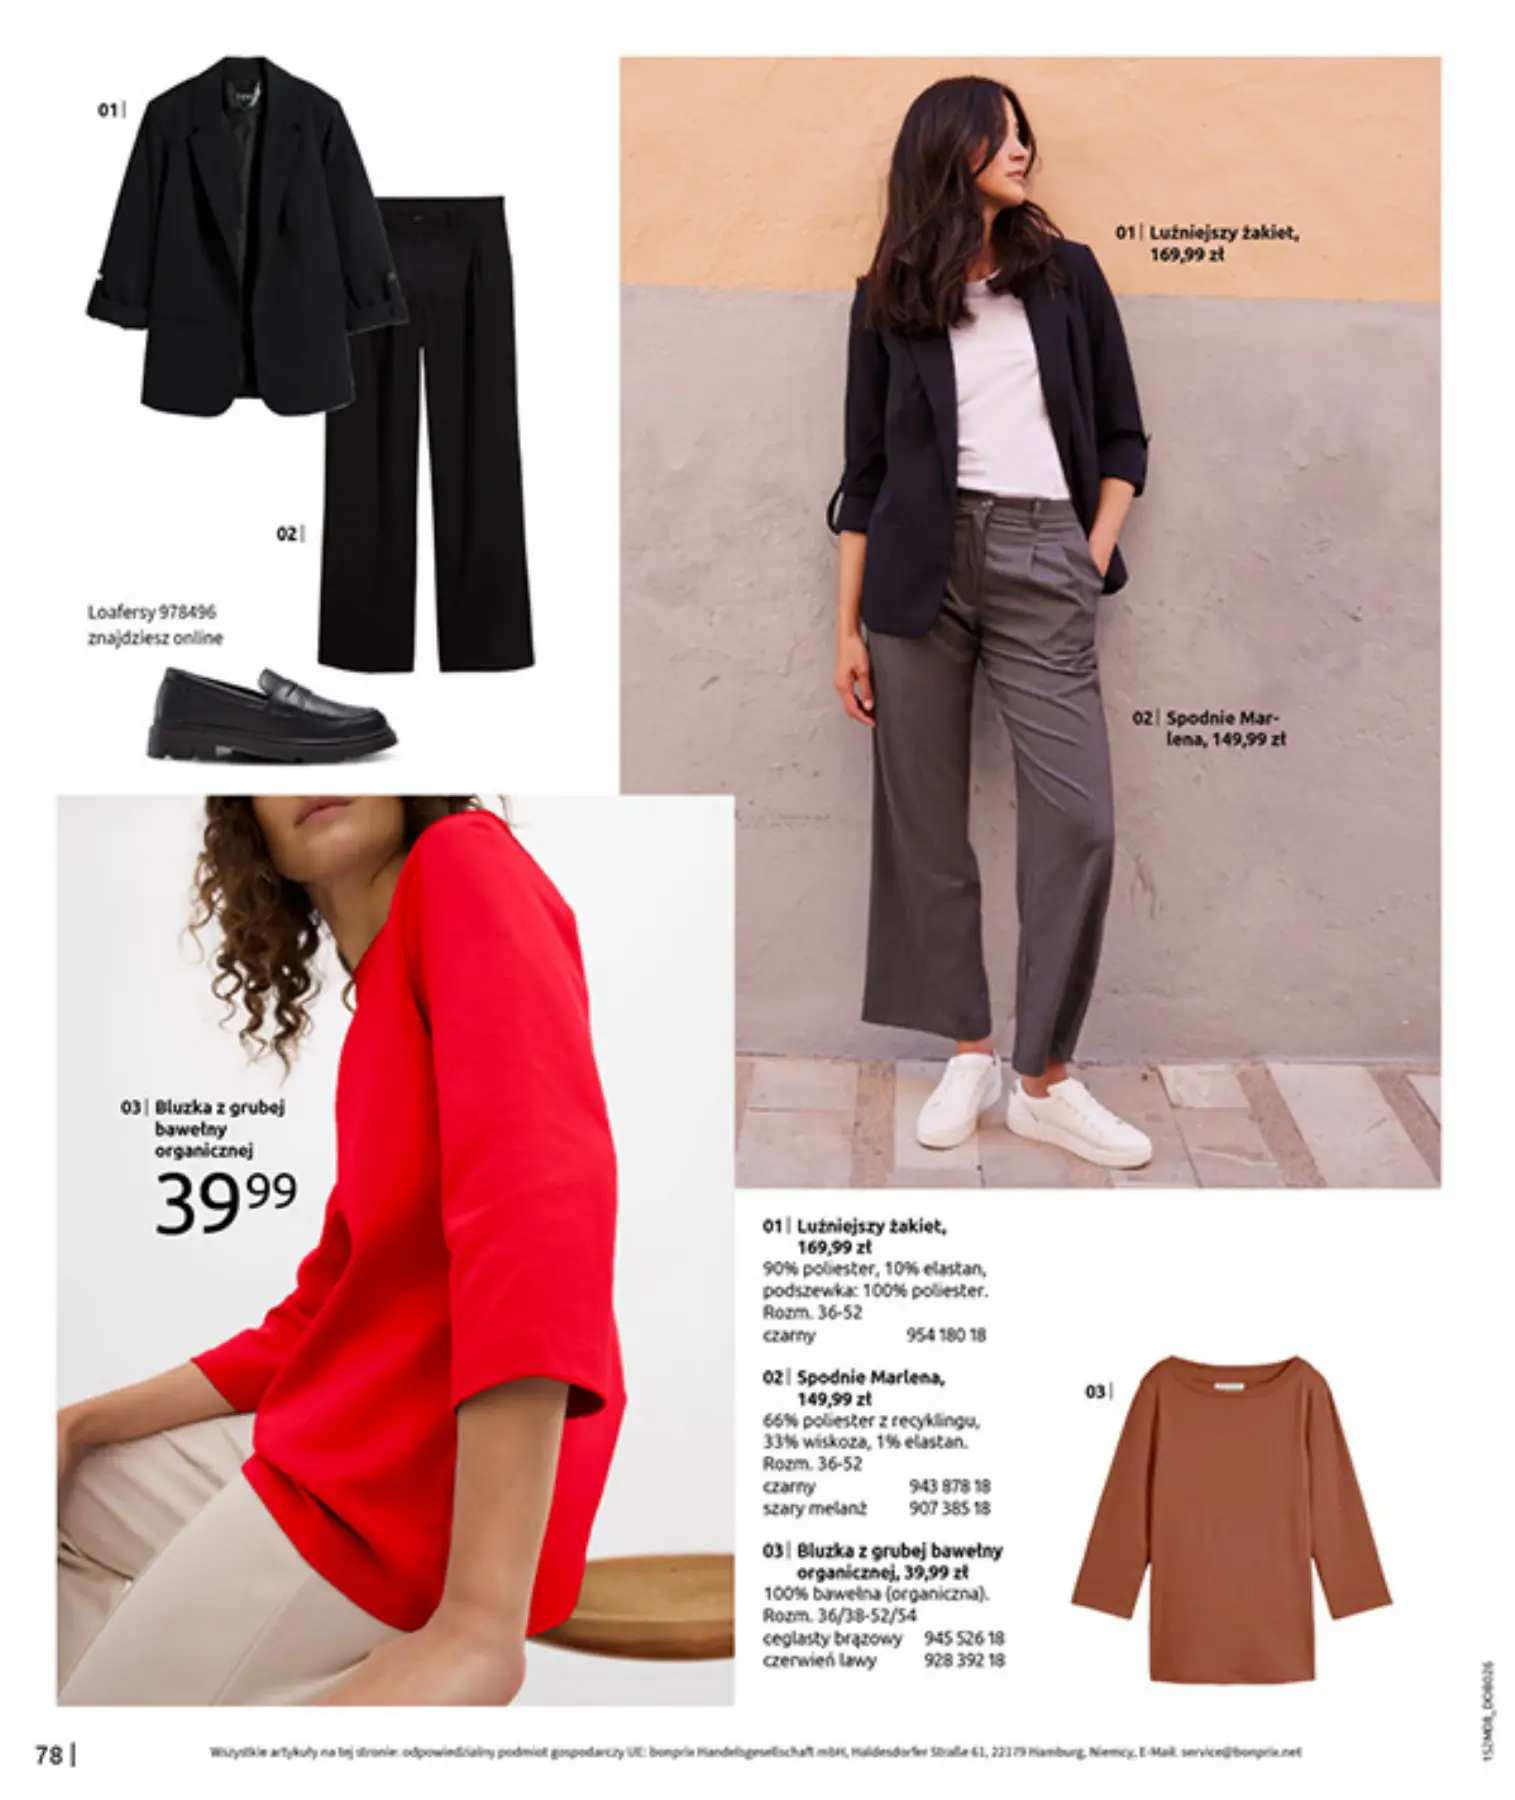 01|
02|
Loafersy 978496
znajdziesz online
01| Luźniejszy żakiet,
169,99 zł
02| Spodnie Mar-
lena, 149,99 zł
03| Bluzka z grubej
bawełny
organicznej
39 99
01| Luźniejszy żakiet,
169,99 zł
90% poliester, 10% elastan,
podszewka: 100% poliester.
Rozm. 36-52
czarny 954 180 18
02| Spodnie Marlena,
149,99 zł
66% poliester z recyklingu,
33% wiskoza, 1% elastan.
Rozm. 36-52
czarny 943 878 18
szary melanż 907 385 18
03| Bluzka z grubej bawełny
organicznej, 39,99 zł
100% bawełna (organiczna).
Rozm. 36/38-52/54
ceglasty brązowy 945 526 18
czerwień lawy 928 392 18
03|
78|
Wszystkie artykuły na tej stronie: odpowiedzialny podmiot gospodarczy UE: bonprix Handelsgesellschaft mbH, Haldesdorfer Straße 61, 22179 Hamburg, Niemcy, E-Mail: service@bonprix.net
152M08_DOB026